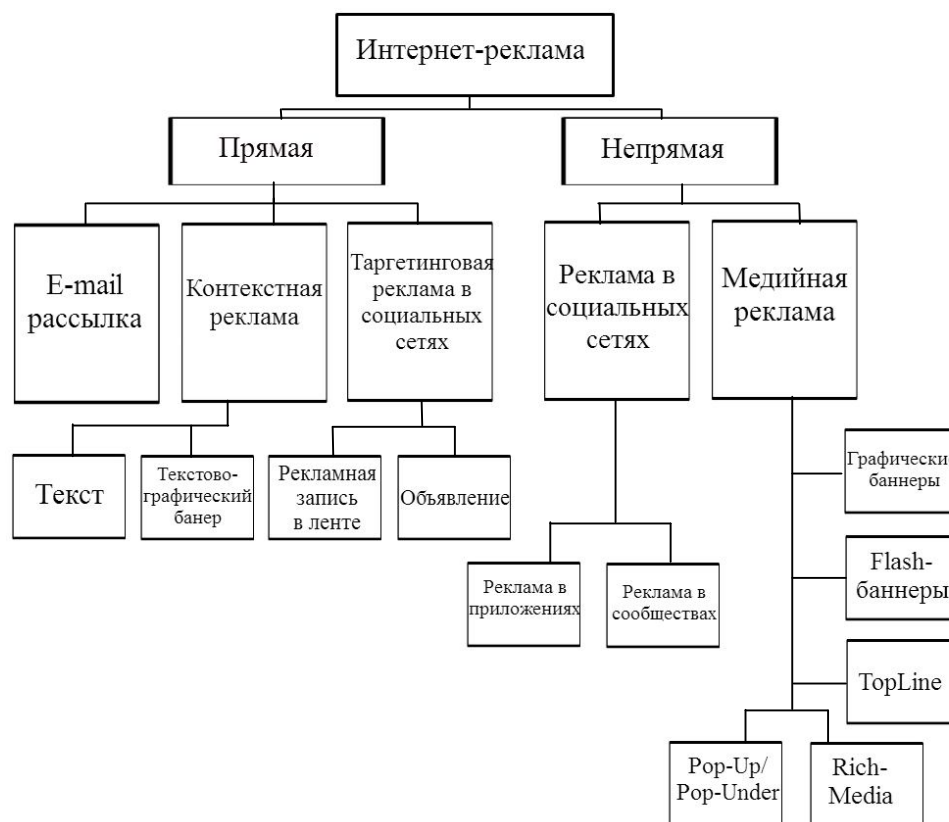 Интернет-реклама
Прямая
Непрямая
E-mail
рассылка
Контекстная
реклама
Таргетинговая
реклама в
социальных
сетях
Реклама в
социальных
сетях
Медийная
реклама
Текст
Текстово-
графический
банер
Рекламная
запись
в ленте
Объявление
Реклама в
приложениях
Реклама в
сообществах
Графические
баннеры
Flash-
баннеры
TopLine
Pop-Up/
Pop-Under
Rich-
Media